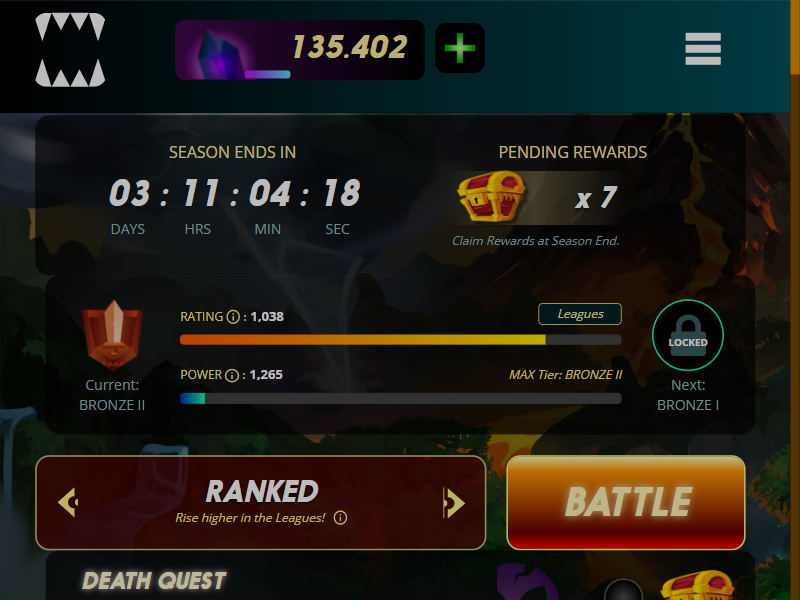 135.402
SEASON ENDS IN
03 : 11 : 04 : 18
DAYS HRS MIN SEC
PENDING REWARDS
x 7
Claim Rewards at Season End.
RATING i : 1,038
Leagues
POWER i : 1,265
MAX Tier: BRONZE II
Current:
BRONZE II
LOCKED
Next:
BRONZE I
RANKED
Rise higher in the Leagues! i
BATTLE
DEATH QUEST